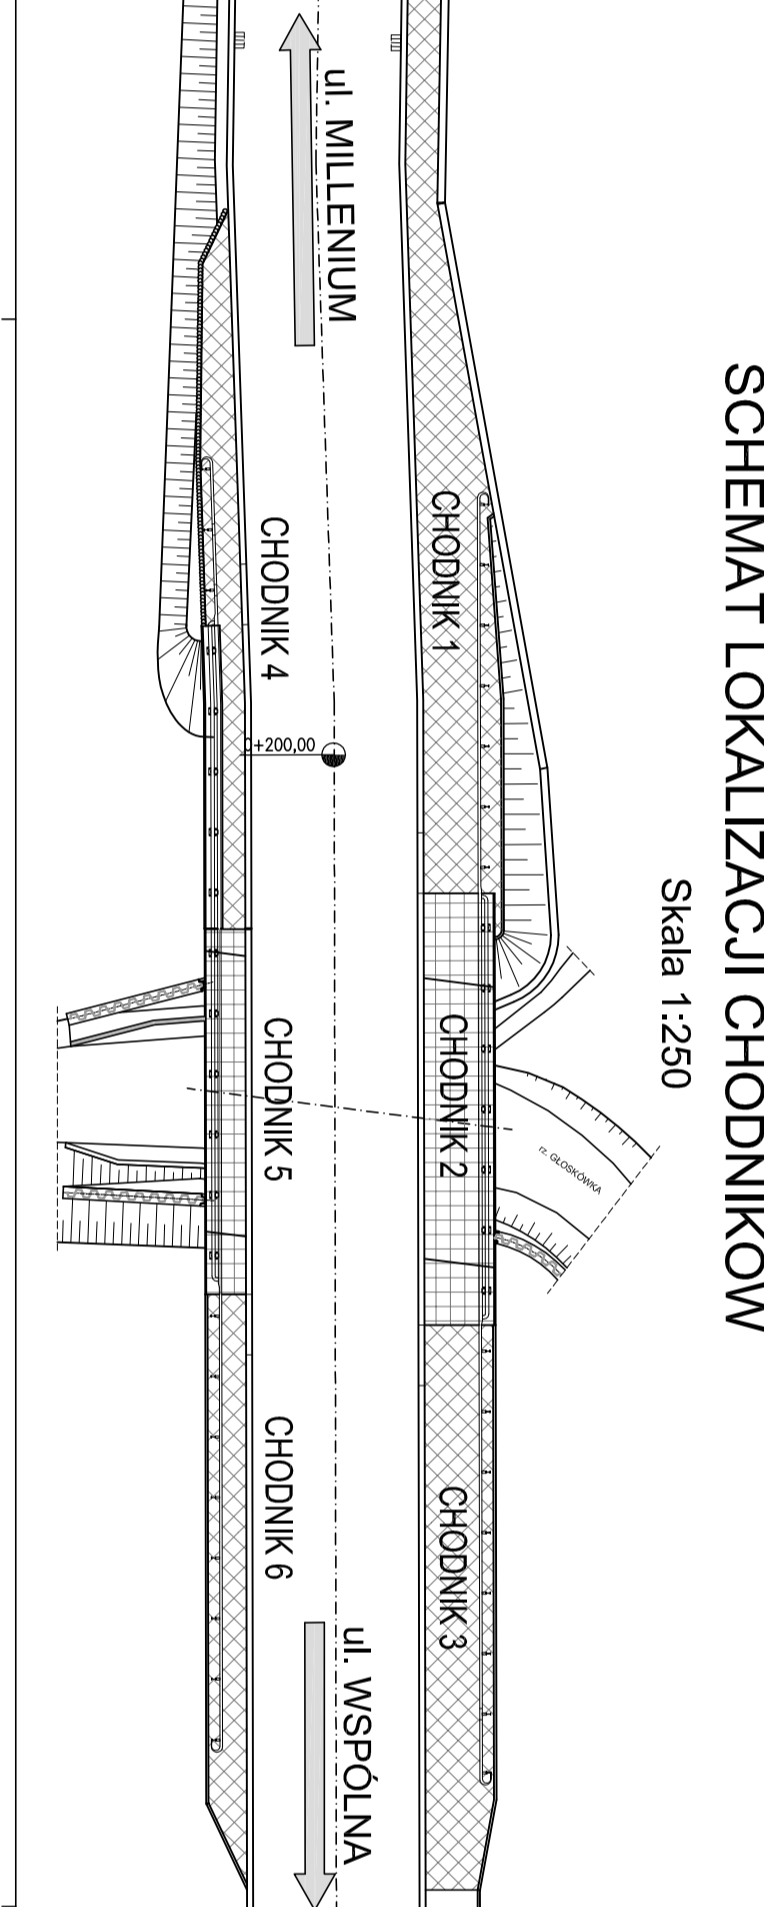 SCHEMAT LOKALIZACJI CHODNIKOW
Skala 1:250
rz. GŁOSKÓWKA
CHODNIK 1
CHODNIK 2
CHODNIK 3
ul. MILLENIUM
ul. WSPÓLNA
0+200,00
CHODNIK 4
CHODNIK 5
CHODNIK 6